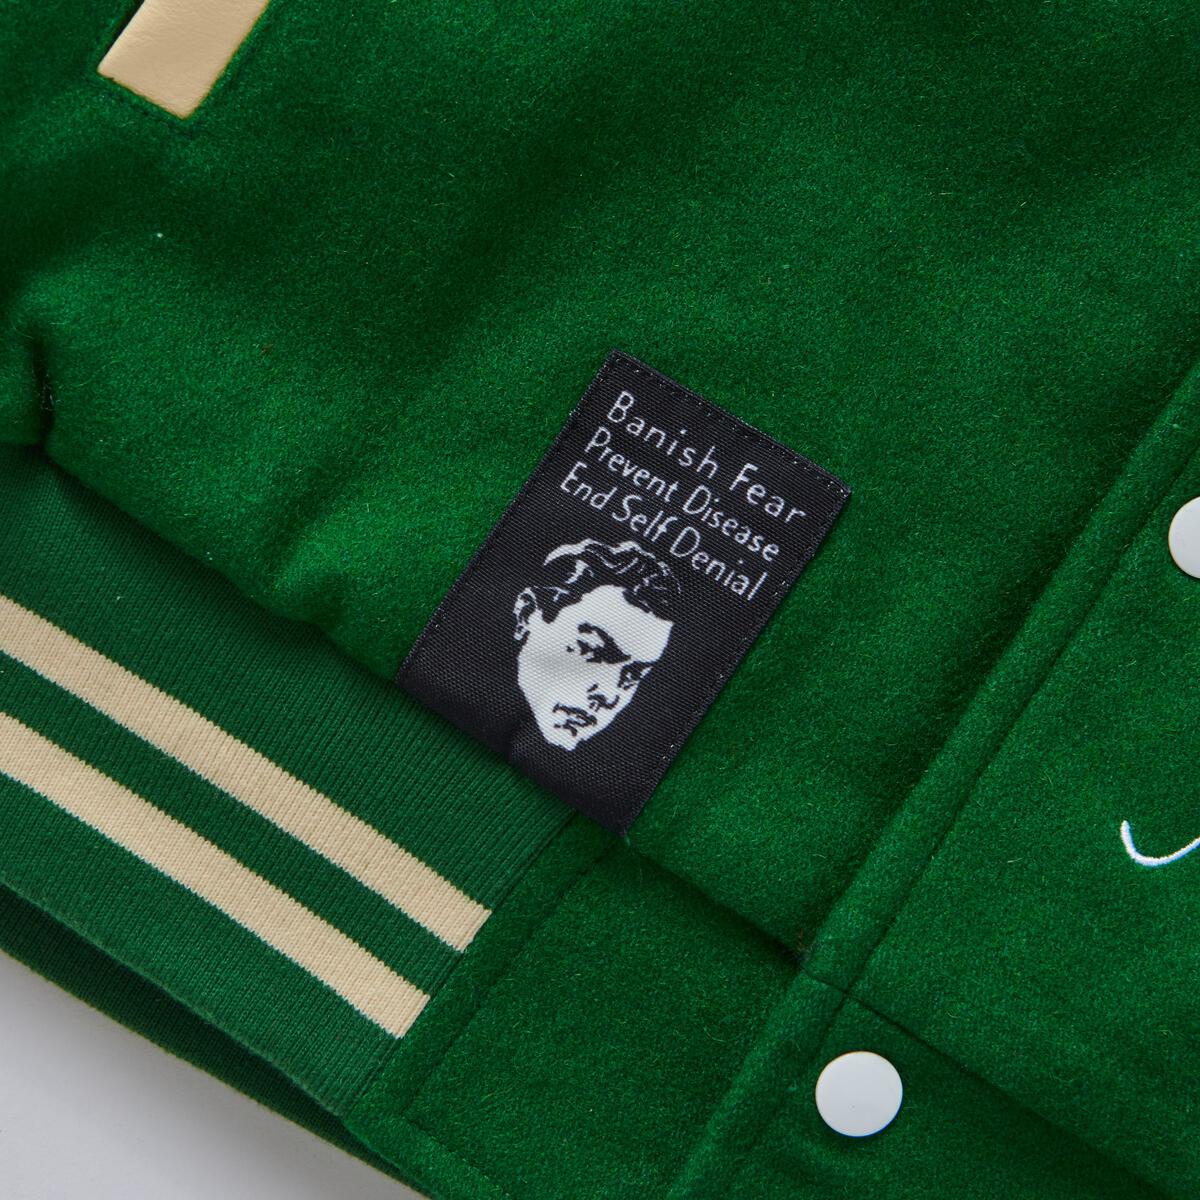 Banish Fear
Prevent Disease
End Self Denial